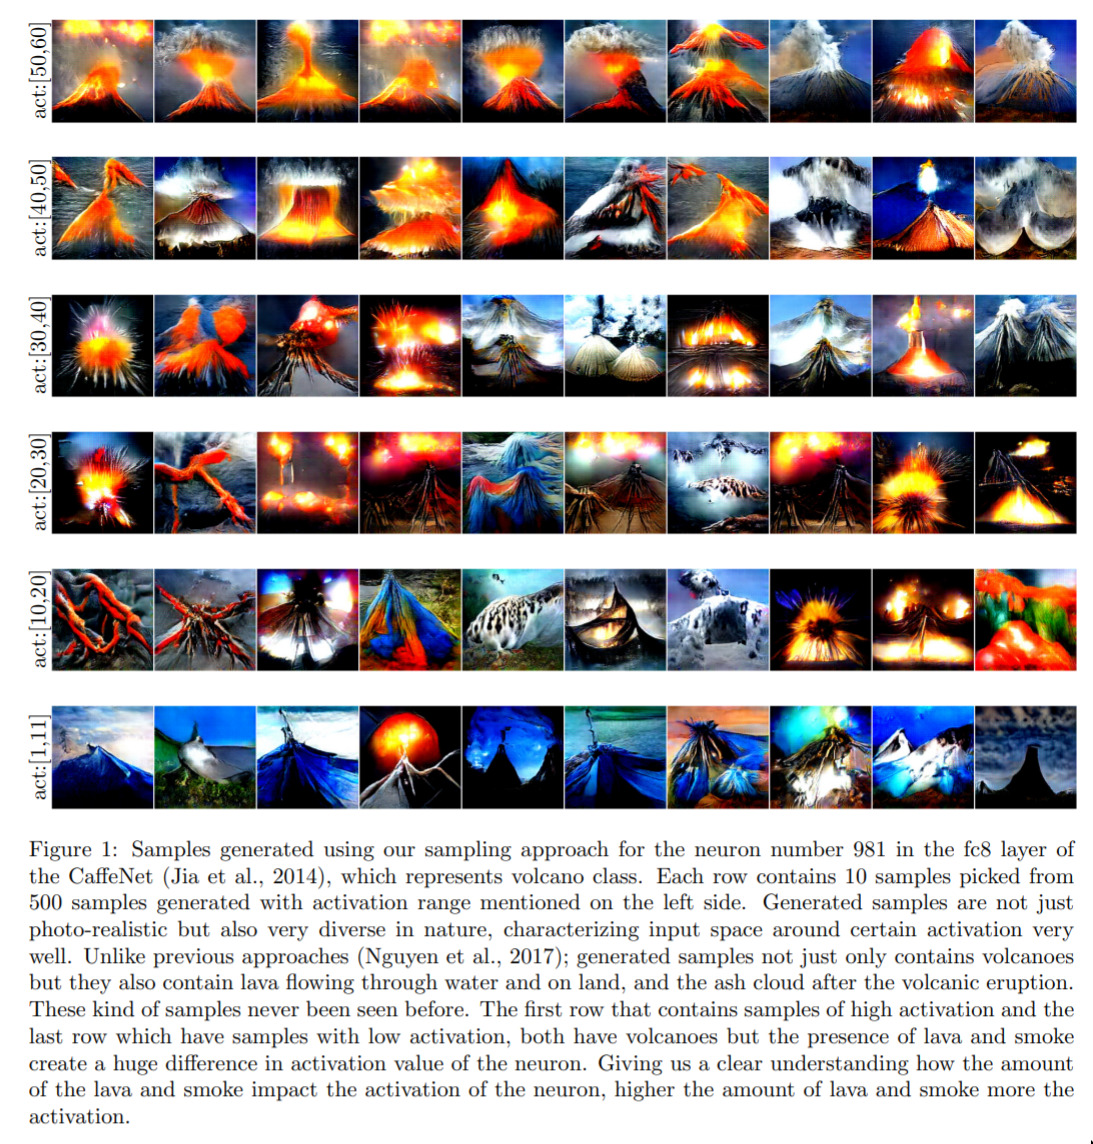 act:[50,60]
act:[40,50]
act:[30,40]
act:[20,30]
act:[10,20]
act:[1,11]
Figure 1: Samples generated using our sampling approach for the neuron number 981 in the fc8 layer of
the CaffeNet (Jia et al., 2014), which represents volcano class. Each row contains 10 samples picked from
500 samples generated with activation range mentioned on the left side. Generated samples are not just
photo-realistic but also very diverse in nature, characterizing input space around certain activation very
well. Unlike previous approaches (Nguyen et al., 2017); generated samples not just only contains volcanoes
but they also contain lava flowing through water and on land, and the ash cloud after the volcanic eruption.
These kind of samples never been seen before. The first row that contains samples of high activation and the
last row which have samples with low activation, both have volcanoes but the presence of lava and smoke
create a huge difference in activation value of the neuron. Giving us a clear understanding how the amount
of the lava and smoke impact the activation of the neuron, higher the amount of lava and smoke more the
activation.